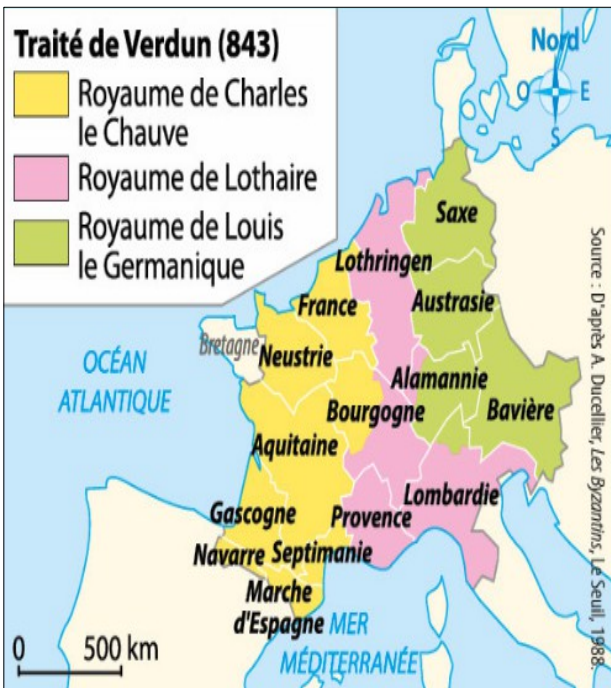 Traité de Verdun (843)
Royaume de Charles
le Chauve
Royaume de Lothaire
Royaume de Louis
le Germanique
Nord
O
E
S
Saxe
Lothringen
Austrasie
France
Bretagne
Neustrie
OCÉAN
ATLANTIQUE
Alamannie
Bourgogne
Bavière
Aquitaine
Lombardie
Gascogne
Provence
Navarre
Septimanie
Marche
d'Espagne
MER
MÉDITERRANÉE
0
500 km
Source : D'après A. Ducellier, Les Byzantins, Le Seuil, 1988.